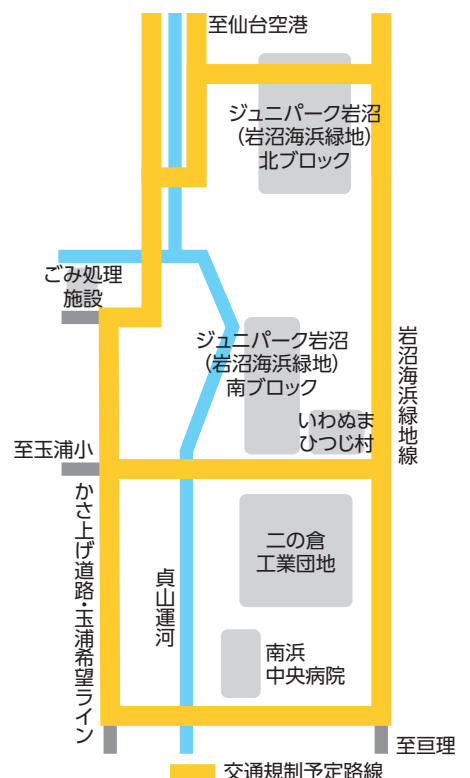 至仙台空港
ジュニパーク岩沼
(岩沼海浜緑地)
北ブロック
ごみ処理
施設
ジュニパーク岩沼
(岩沼海浜緑地)
南ブロック
岩沼海浜緑地線
いわぬま
ひつじ村
至玉浦小
かさ上げ道路・玉浦希望ライン
二の倉
工業団地
貞山運河
南浜
中央病院
至亘理
交通規制予定路線